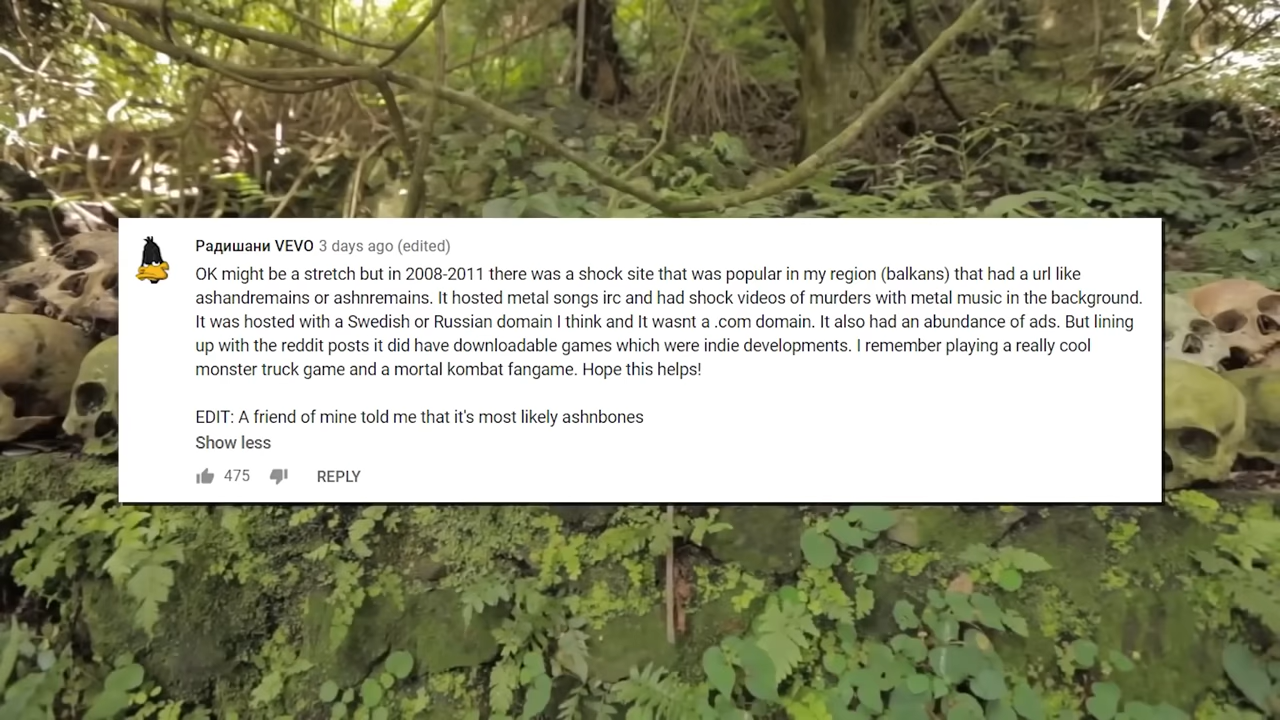 Радишани VEVO 3 days ago (edited)
OK might be a stretch but in 2008-2011 there was a shock site that was popular in my region (balkans) that had a url like
ashandremains or ashnremains. It hosted metal songs irc and had shock videos of murders with metal music in the background.
It was hosted with a Swedish or Russian domain I think and It wasnt a .com domain. It also had an abundance of ads. But lining
up with the reddit posts it did have downloadable games which were indie developments. I remember playing a really cool
monster truck game and a mortal kombat fangame. Hope this helps!
EDIT: A friend of mine told me that it's most likely ashnbones
Show less
475 REPLY